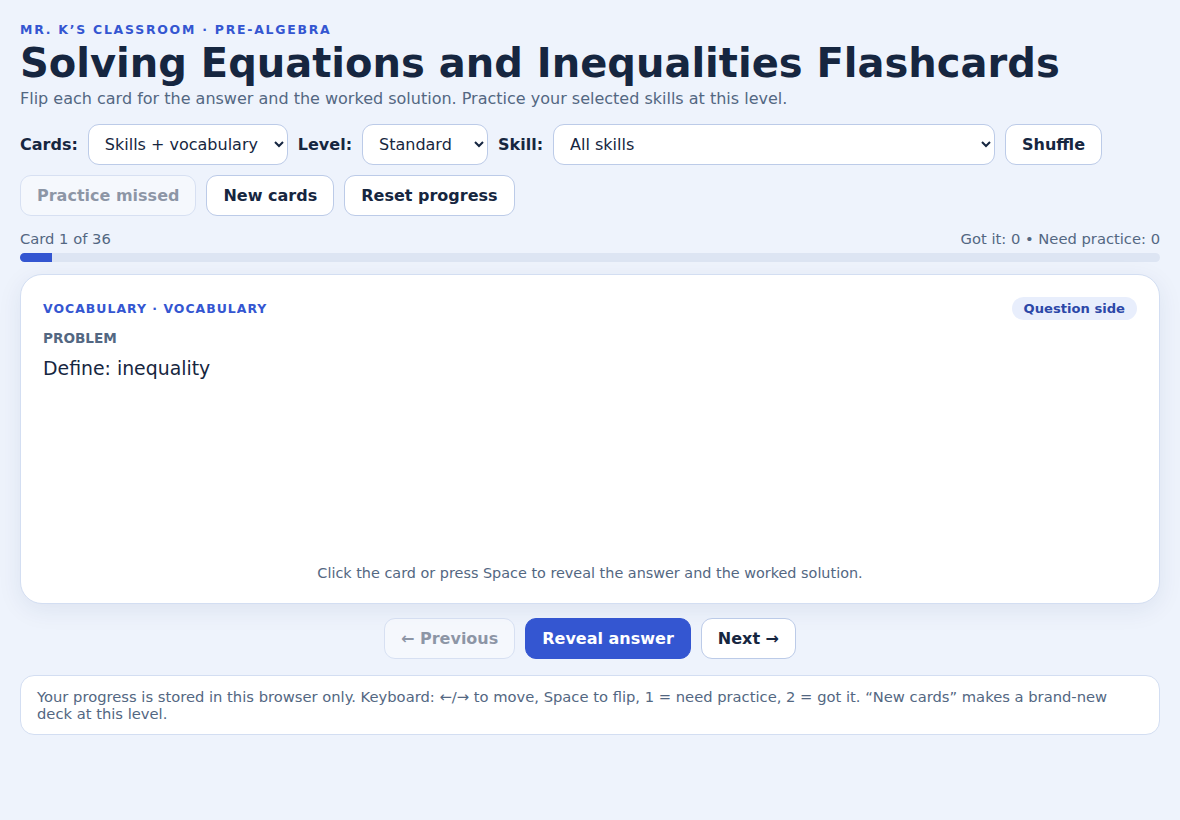 MR. K’S CLASSROOM · PRE-ALGEBRA
Solving Equations and Inequalities Flashcards
Flip each card for the answer and the worked solution. Practice your selected skills at this level.
Cards: Skills + vocabulary Level: Standard Skill: All skills Shuffle
Practice missed New cards Reset progress
Card 1 of 36 Got it: 0 • Need practice: 0
VOCABULARY · VOCABULARY Question side
PROBLEM
Define: inequality
Click the card or press Space to reveal the answer and the worked solution.
← Previous Reveal answer Next →
Your progress is stored in this browser only. Keyboard: ←/→ to move, Space to flip, 1 = need practice, 2 = got it. “New cards” makes a brand-new
deck at this level.